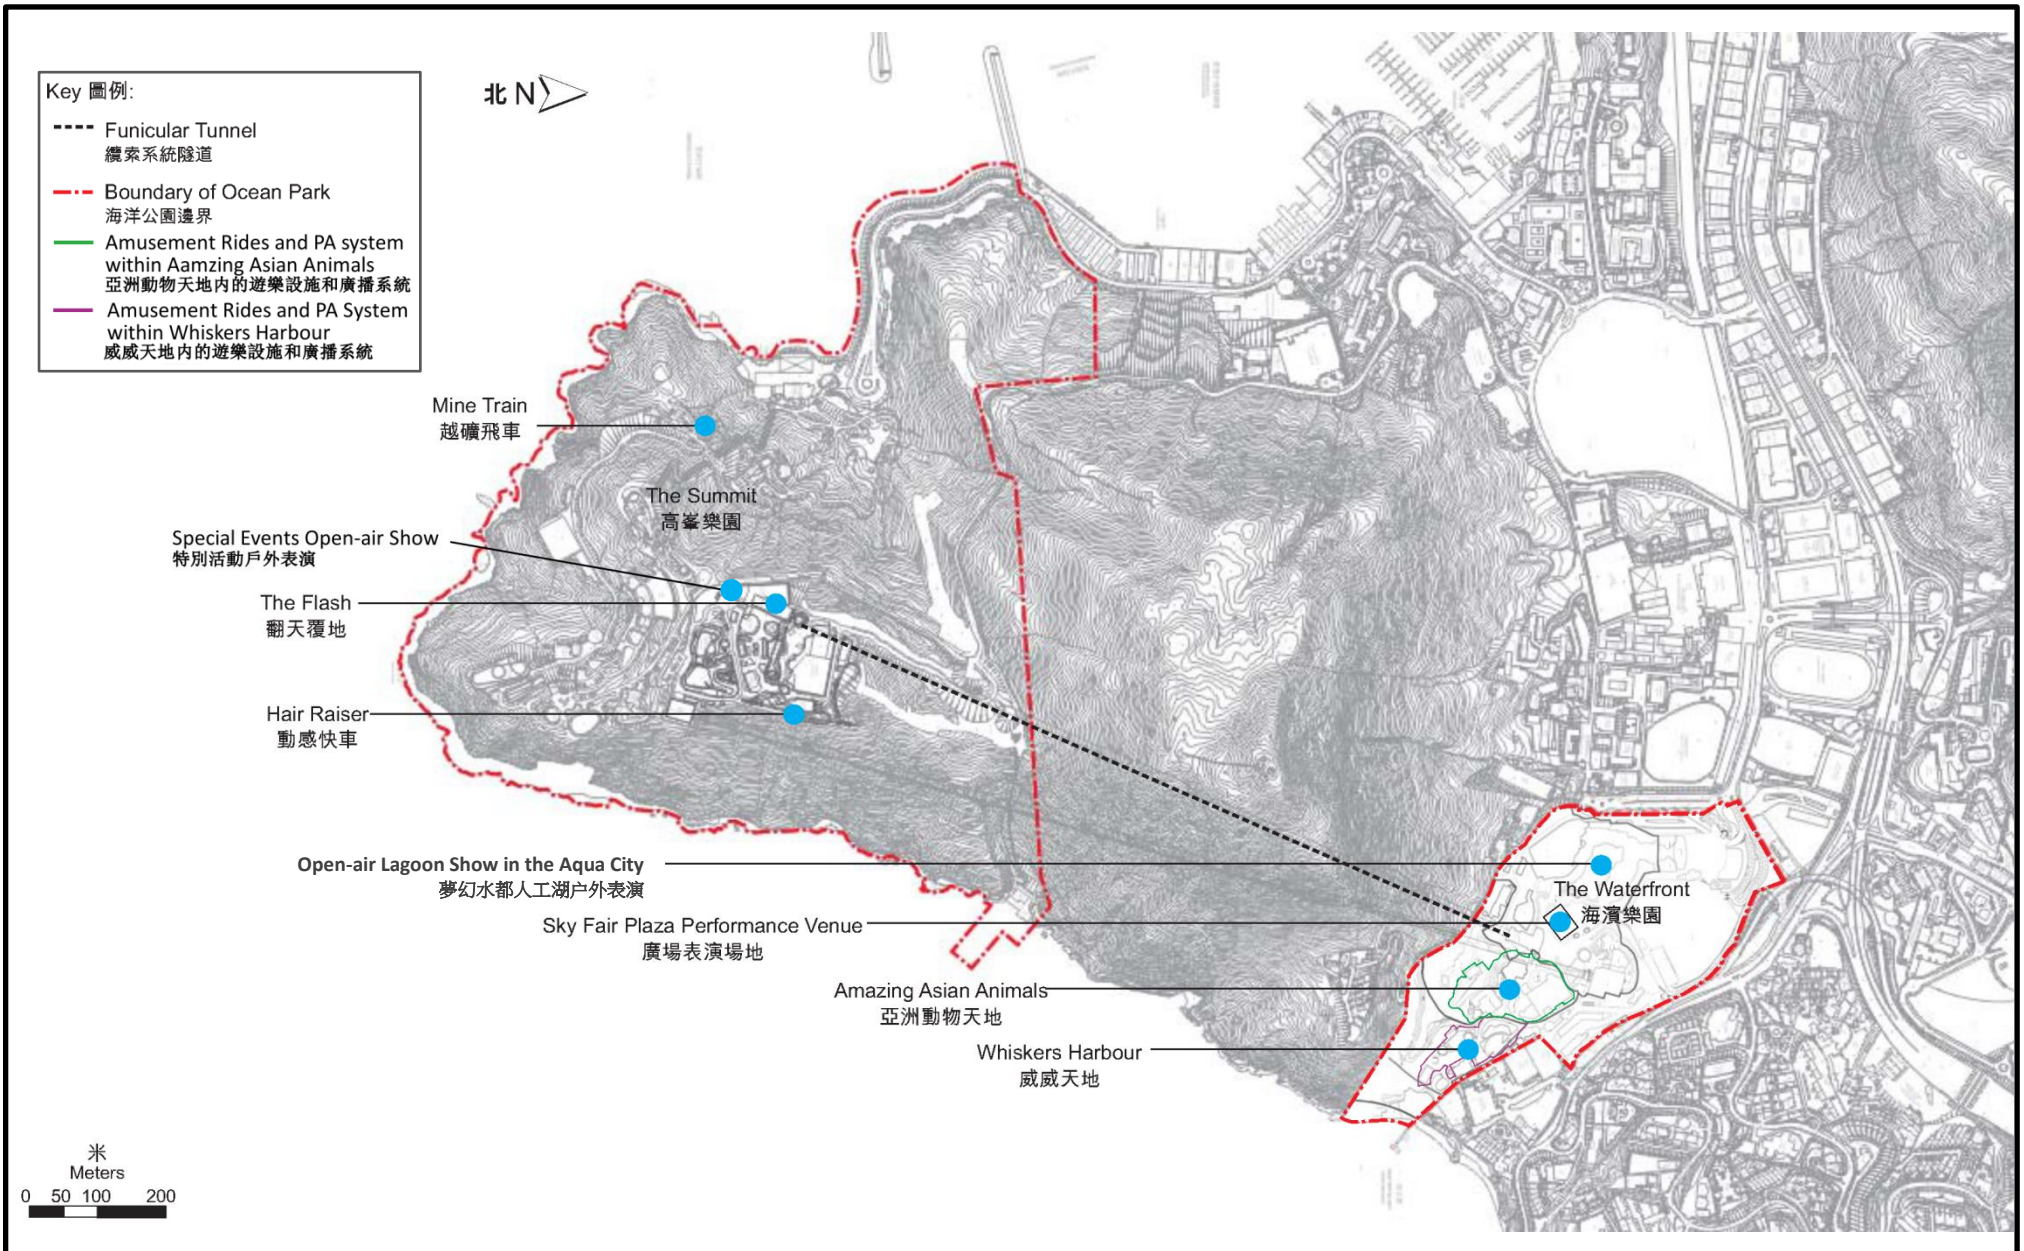 Key 圖例:
Funicular Tunnel
纜索系統隧道
Boundary of Ocean Park
海洋公園邊界
Amusement Rides and PA system
within Aamzing Asian Animals
亞洲動物天地内的遊樂設施和廣播系統
Amusement Rides and PA System
within Whiskers Harbour
威威天地内的遊樂設施和廣播系統
北 N
Mine Train
越礦飛車
The Summit
高峯樂園
Special Events Open-air Show
特別活動戶外表演
The Flash
翻天覆地
Hair Raiser
動感快車
Open-air Lagoon Show in the Aqua City
夢幻水都人工湖户外表演
The Waterfront
海濱樂園
Sky Fair Plaza Performance Venue
廣場表演場地
Amazing Asian Animals
亞洲動物天地
Whiskers Harbour
威威天地
米
Meters
0 50 100 200